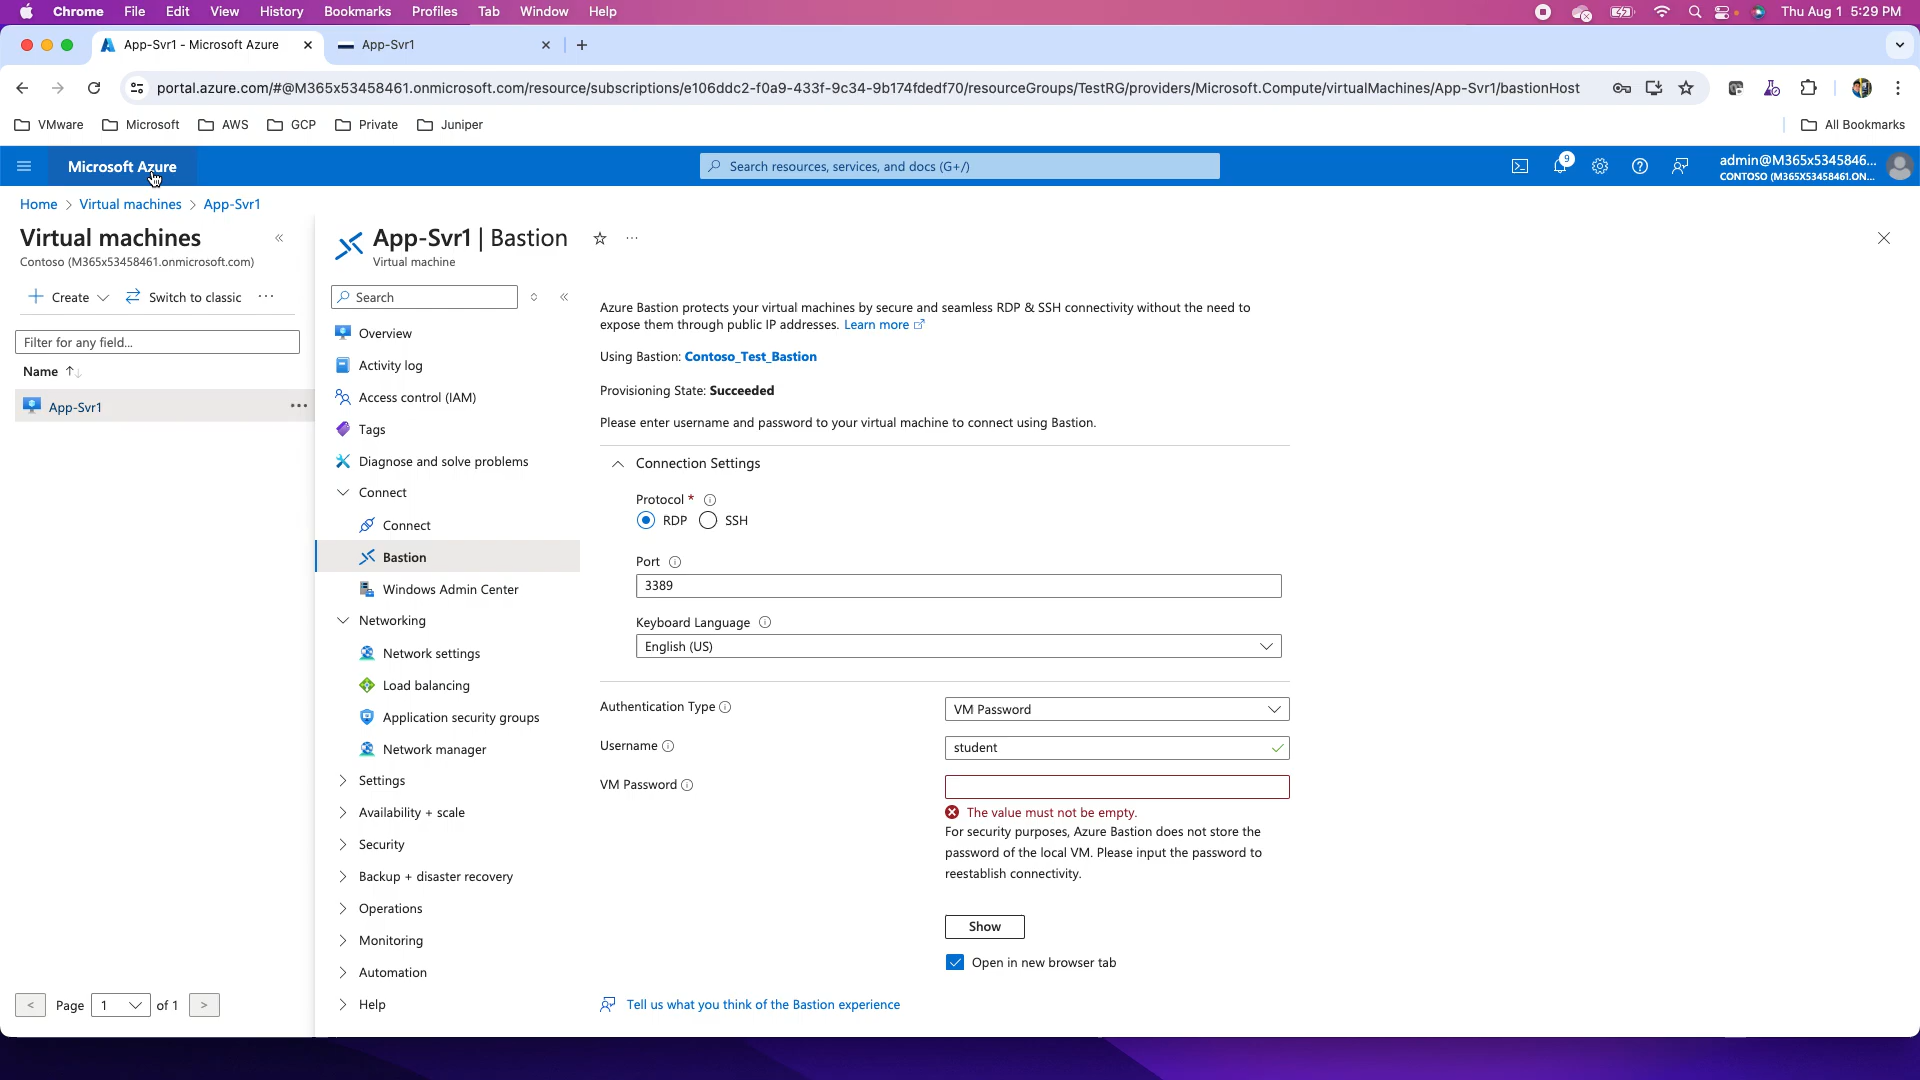 Chrome File Edit View History Bookmarks Profiles Tab Window Help Thu Aug 1 5:29 PM
App-Svr1 - Microsoft Azure App-Svr1
portal.azure.com/#@M365x53458461.onmicrosoft.com/resource/subscriptions/e106ddc2-f0a9-433f-9c34-9b174fdedf70/resourceGroups/TestRG/providers/Microsoft.Compute/virtualMachines/App-Svr1/bastionHost
VMware Microsoft AWS GCP Private Juniper All Bookmarks
Microsoft Azure Search resources, services, and docs (G+/) 9 admin@M365x5345846...
CONTOSO (M365X53458461.ON...
Home > Virtual machines > App-Svr1
Virtual machines
Contoso (M365x53458461.onmicrosoft.com)
Create Switch to classic
Filter for any field...
Name
App-Svr1
Page 1 of 1
App-Svr1 | Bastion
Virtual machine
Search
Overview
Activity log
Access control (IAM)
Tags
Diagnose and solve problems
Connect
Connect
Bastion
Windows Admin Center
Networking
Network settings
Load balancing
Application security groups
Network manager
Settings
Availability + scale
Security
Backup + disaster recovery
Operations
Monitoring
Automation
Help
Azure Bastion protects your virtual machines by secure and seamless RDP & SSH connectivity without the need to
expose them through public IP addresses. Learn more
Using Bastion: Contoso_Test_Bastion
Provisioning State: Succeeded
Please enter username and password to your virtual machine to connect using Bastion.
Connection Settings
Protocol *
RDP SSH
Port
3389
Keyboard Language
English (US)
Authentication Type VM Password
Username student
VM Password
The value must not be empty.
For security purposes, Azure Bastion does not store the
password of the local VM. Please input the password to
reestablish connectivity.
Show
Open in new browser tab
Tell us what you think of the Bastion experience